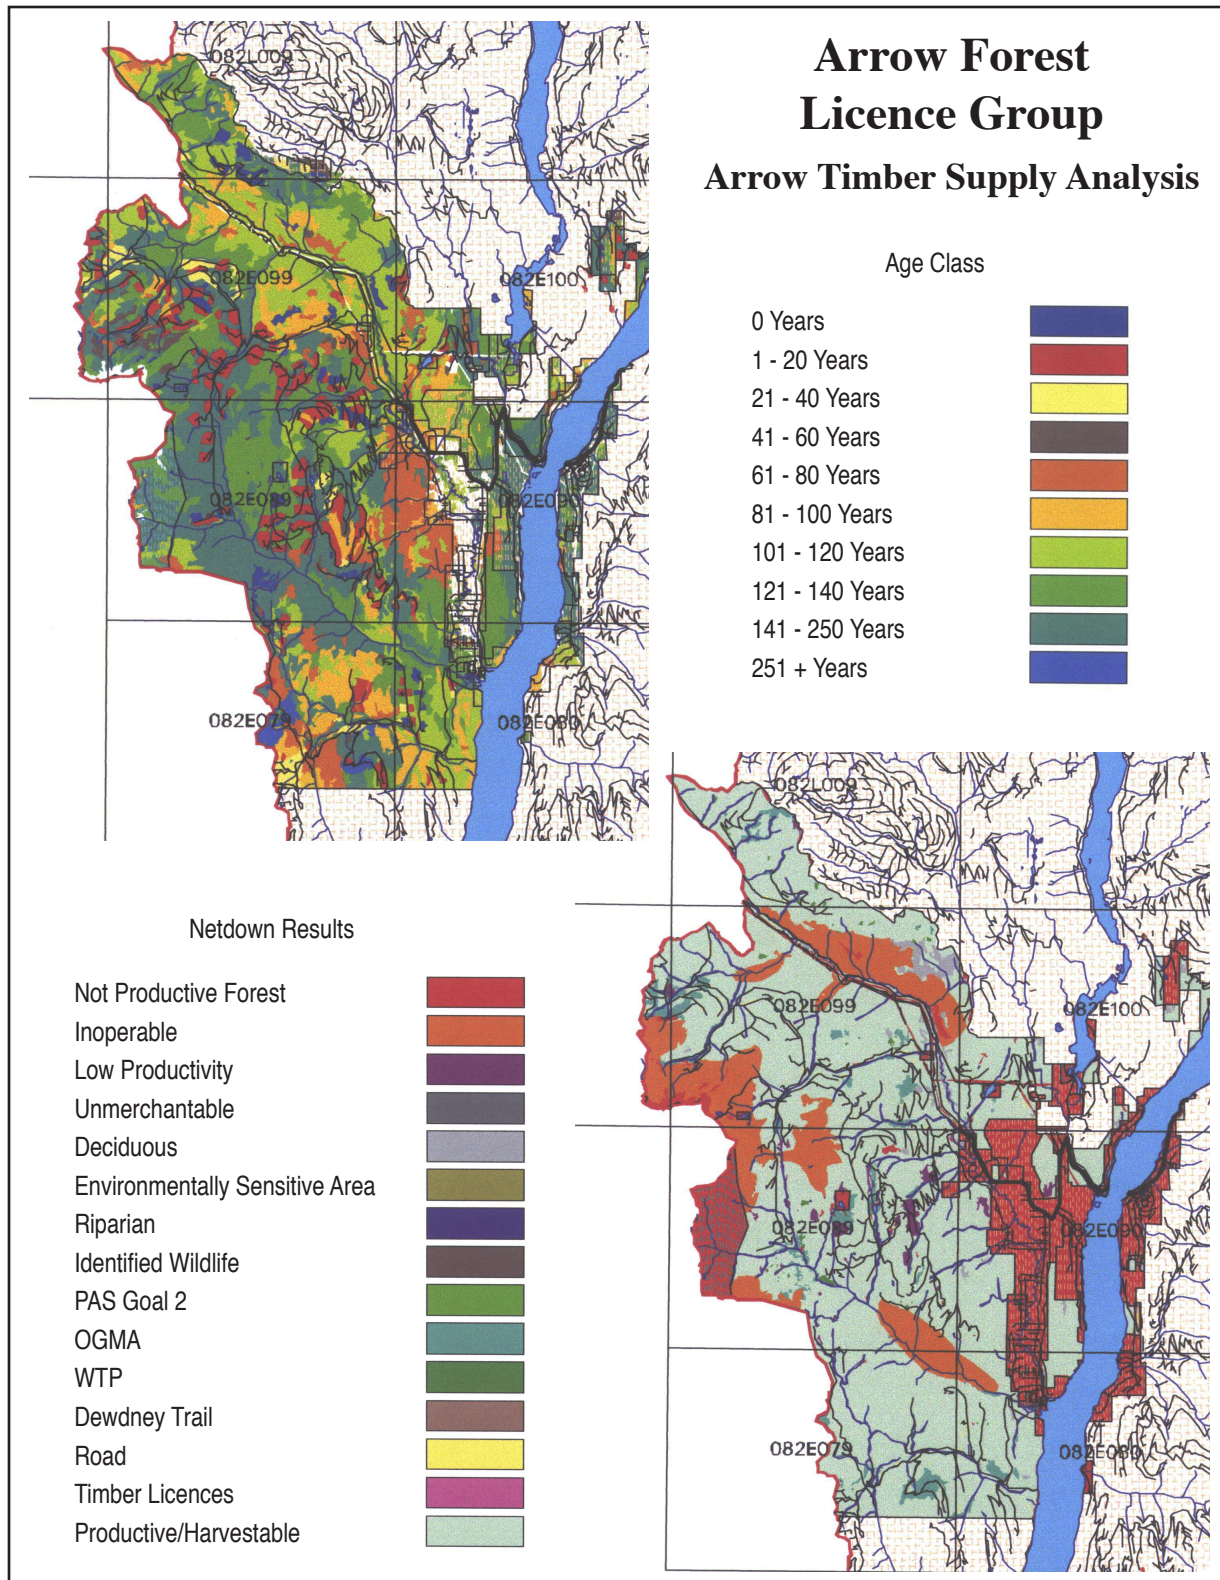 Arrow Forest
Licence Group
Arrow Timber Supply Analysis
082L009
082E099
082E100
082E089
082E090
082E079
082E080
Age Class
0 Years
1 - 20 Years
21 - 40 Years
41 - 60 Years
61 - 80 Years
81 - 100 Years
101 - 120 Years
121 - 140 Years
141 - 250 Years
251 + Years
Netdown Results
Not Productive Forest
Inoperable
Low Productivity
Unmerchantable
Deciduous
Environmentally Sensitive Area
Riparian
Identified Wildlife
PAS Goal 2
OGMA
WTP
Dewdney Trail
Road
Timber Licences
Productive/Harvestable
082L009
082E099
082E100
082E089
082E090
082E079
082E080